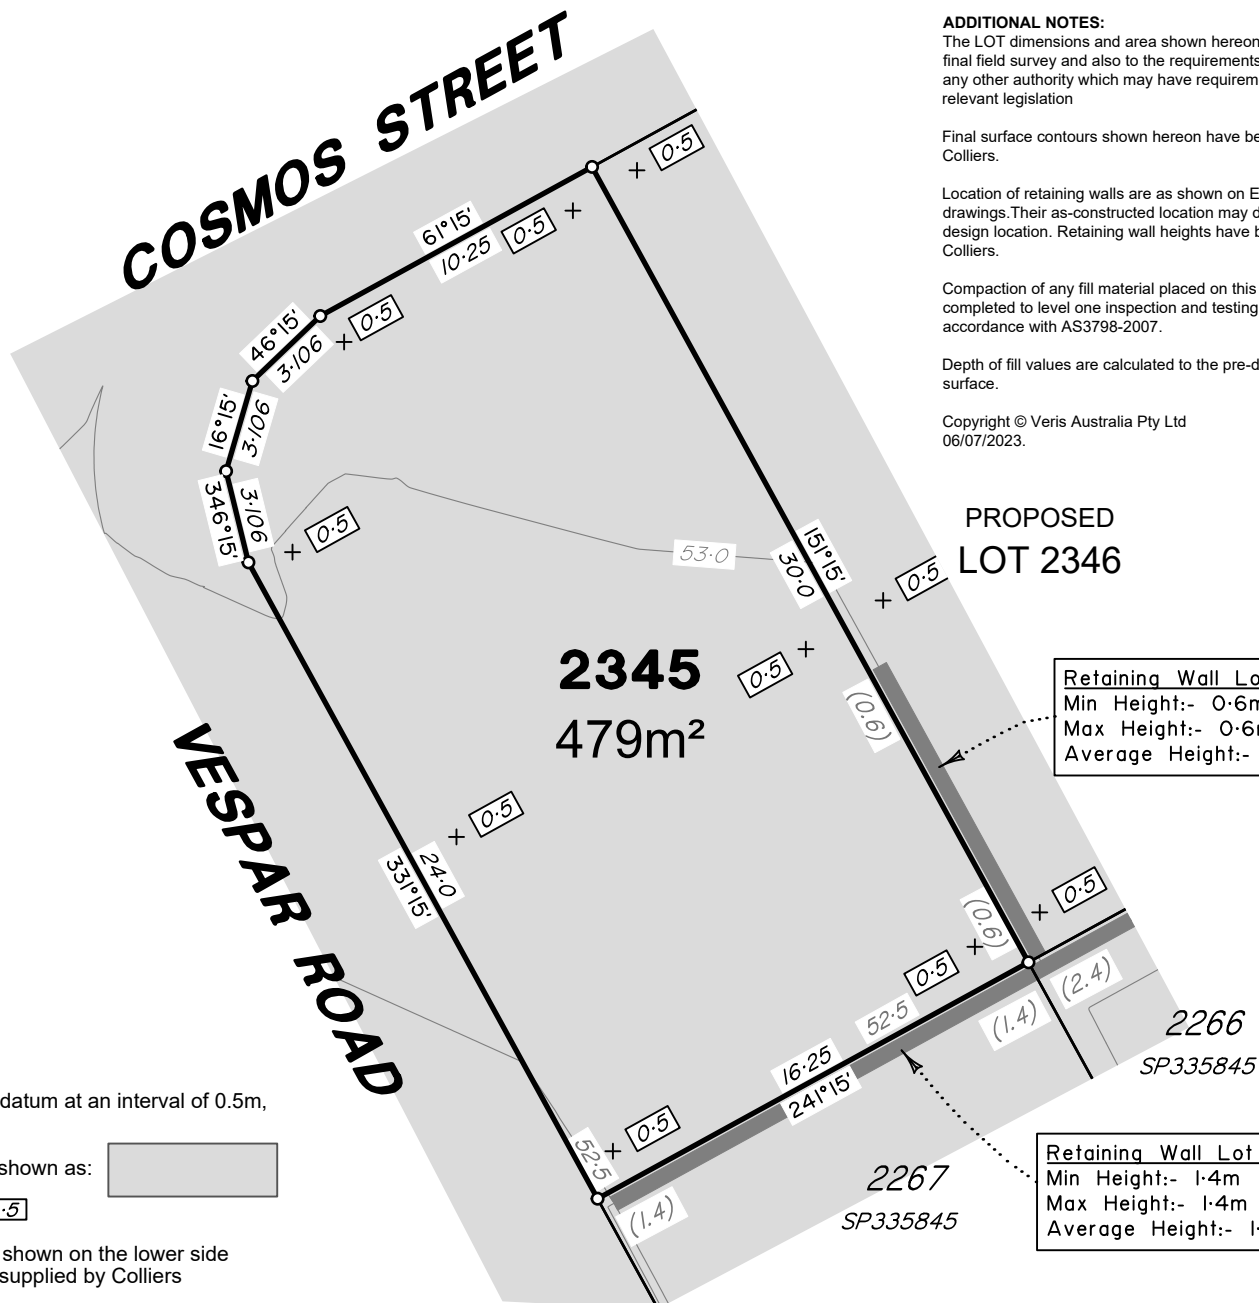 COSMOS STREET
ADDITIONAL NOTES:
The LOT dimensions and area shown hereon
final field survey and also to the requirements
any other authority which may have
relevant legislation
Final surface contours shown hereon have
Colliers.
Location of retaining walls are as shown on
drawings.Their as-constructed location may
design location. Retaining wall heights have
Colliers.
Compaction of any fill material placed on this
completed to level one inspection and testing
accordance with AS3798-2007.
Depth of fill values are calculated to the
surface.
Copyright © Veris Australia Pty Ltd
06/07/2023.
0·5
61°15'
10·25
0·5
0·5
46°15'
3·106
16°15'
3·106
346°15'
3·106
0·5
53·0
151°15'
30·0
PROPOSED
LOT 2346
0·5
2345
479m²
0·5
(0.6)
Retaining Wall
Min Height:- 0·6m
Max Height:- 0·6m
Average Height:-
VESPAR ROAD
0·5
24·0
331°15'
(0.6)
0·5
0·5
52·5
(1.4)
(2.4)
2266
SP335845
16·25
241°15'
0·5
52·5
(1.4)
2267
SP335845
Retaining Wall Lot
Min Height:- 1·4m
Max Height:- 1·4m
Average Height:-
datum at an interval of 0.5m,
shown as:
·5
shown on the lower side
supplied by Colliers